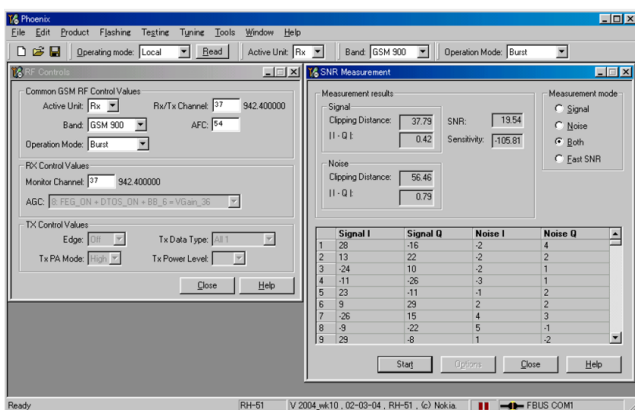 Phoenix
File Edit Product Flashing Testing Tuning Tools Window Help
Operating mode: Local Read Active Unit: Rx Band: GSM 900 Operation Mode: Burst
RF Controls
Common GSM RF Control Values
Active Unit: Rx Rx/Tx Channel: 37 942.400000
Band: GSM 900 AFC: 54
Operation Mode: Burst
RX Control Values
Monitor Channel: 37 942.400000
AGC: 8: FEG_ON + DTOS_ON + BB_6 = VGain_36
TX Control Values
Edge: Off Tx Data Type: All 1
Tx PA Mode: High Tx Power Level:
Close Help
SNR Measurement
Measurement results
Signal
Clipping Distance: 37.79
| I - Q |: 0.42
SNR: 19.54
Sensitivity: -105.81
Noise
Clipping Distance: 56.46
| I - Q |: 0.79
Measurement mode
Signal
Noise
Both
Fast SNR
Signal I Signal Q Noise I Noise Q
1 28 -16 -2 4
2 13 22 -2 2
3 -24 10 -2 1
4 -11 -26 -3 1
5 23 -11 -1 2
6 9 29 2 2
7 -26 15 4 3
8 -9 -22 5 -1
9 29 -8 1 -2
Start Options Close Help
Ready RH-51 V 2004_wk10 , 02-03-04 , RH-51 , (c) Nokia. FBUS COM1